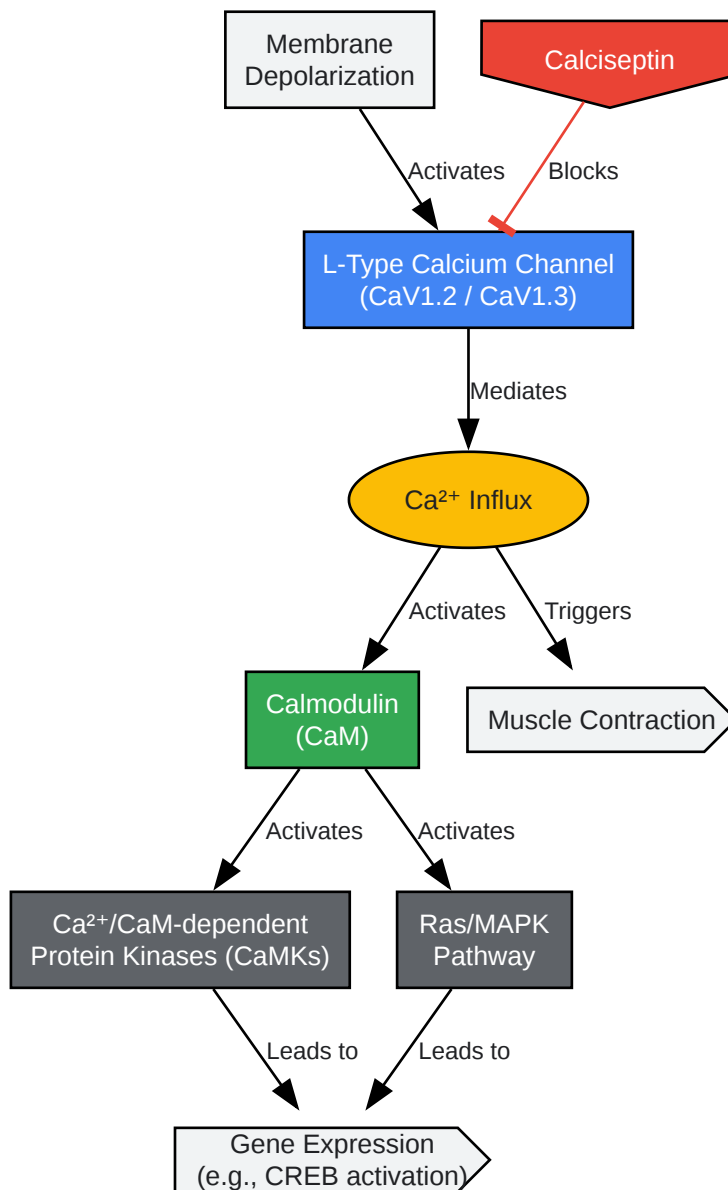 Membrane
Depolarization
Calciseptin
Activates
Blocks
L-Type Calcium Channel
(CaV1.2 / CaV1.3)
Mediates
Ca²⁺ Influx
Activates
Triggers
Calmodulin
(CaM)
Muscle Contraction
Activates
Activates
Ca²⁺/CaM-dependent
Protein Kinases (CaMKs)
Ras/MAPK
Pathway
Leads to
Leads to
Gene Expression
(e.g., CREB activation)